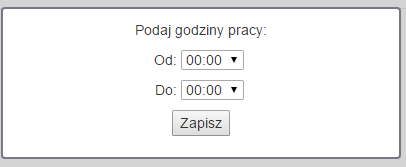 Podaj godziny pracy:
Od: 00:00
Do: 00:00
Zapisz